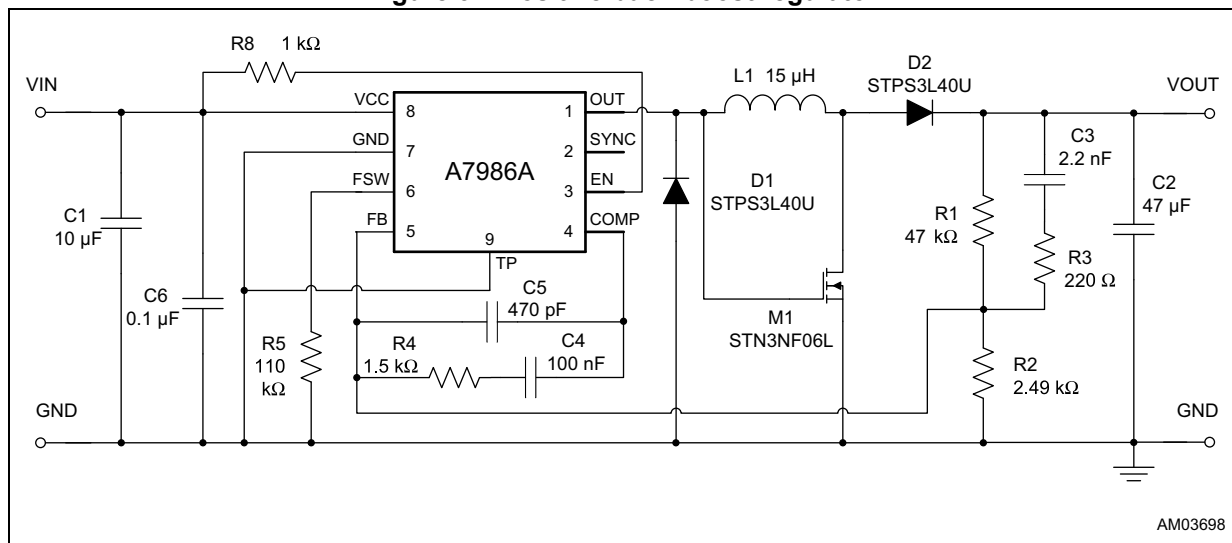 R8 1 kΩ
D2
STPS3L40U
VIN
VCC
8
1
OUT
L1 15 µH
VOUT
GND
7
2
SYNC
C3
2.2 nF
FSW
6
A7986A
3
EN
D1
STPS3L40U
C2
47 µF
C1
10 µF
FB
5
9
4
COMP
R1
47 kΩ
TP
R3
220 Ω
C6
0.1 µF
C5
470 pF
M1
STN3NF06L
R5
110
kΩ
R4
1.5 kΩ
C4
100 nF
R2
2.49 kΩ
GND
GND
AM03698